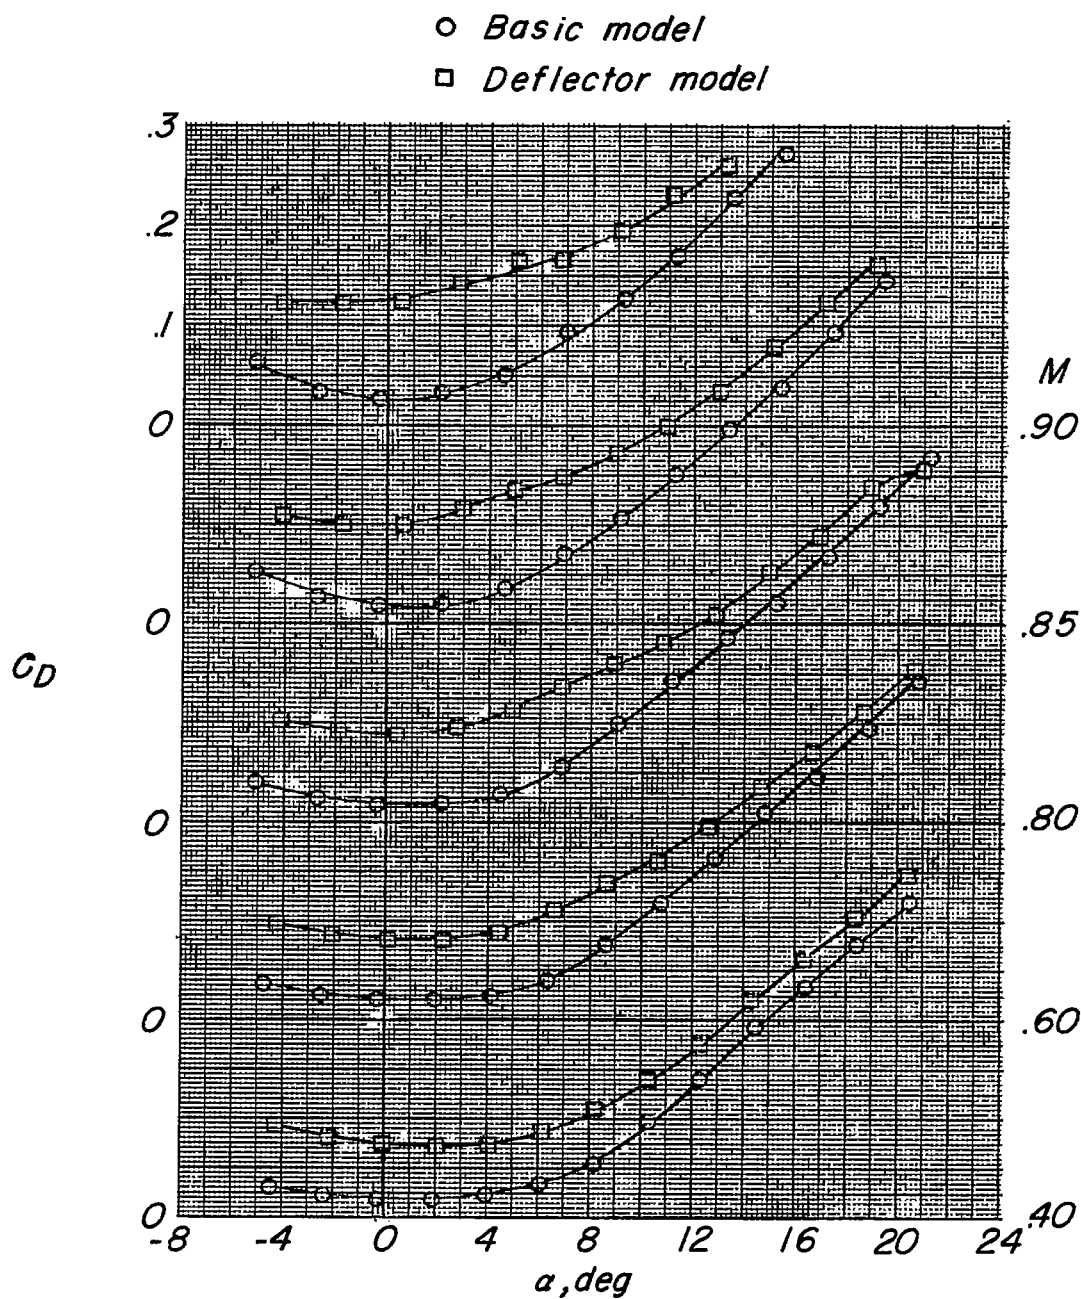 Basic model
Deflector model
.3
.2
.1
M
0 .90
0 .85
C_D
0 .80
0 .60
0 .40
-8 -4 0 4 8 12 16 20 24
α, deg